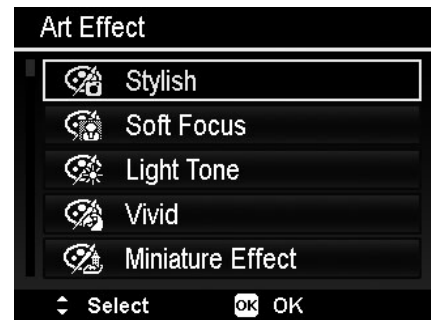 Art Effect
Stylish
Soft Focus
Light Tone
Vivid
Miniature Effect
Select OK OK